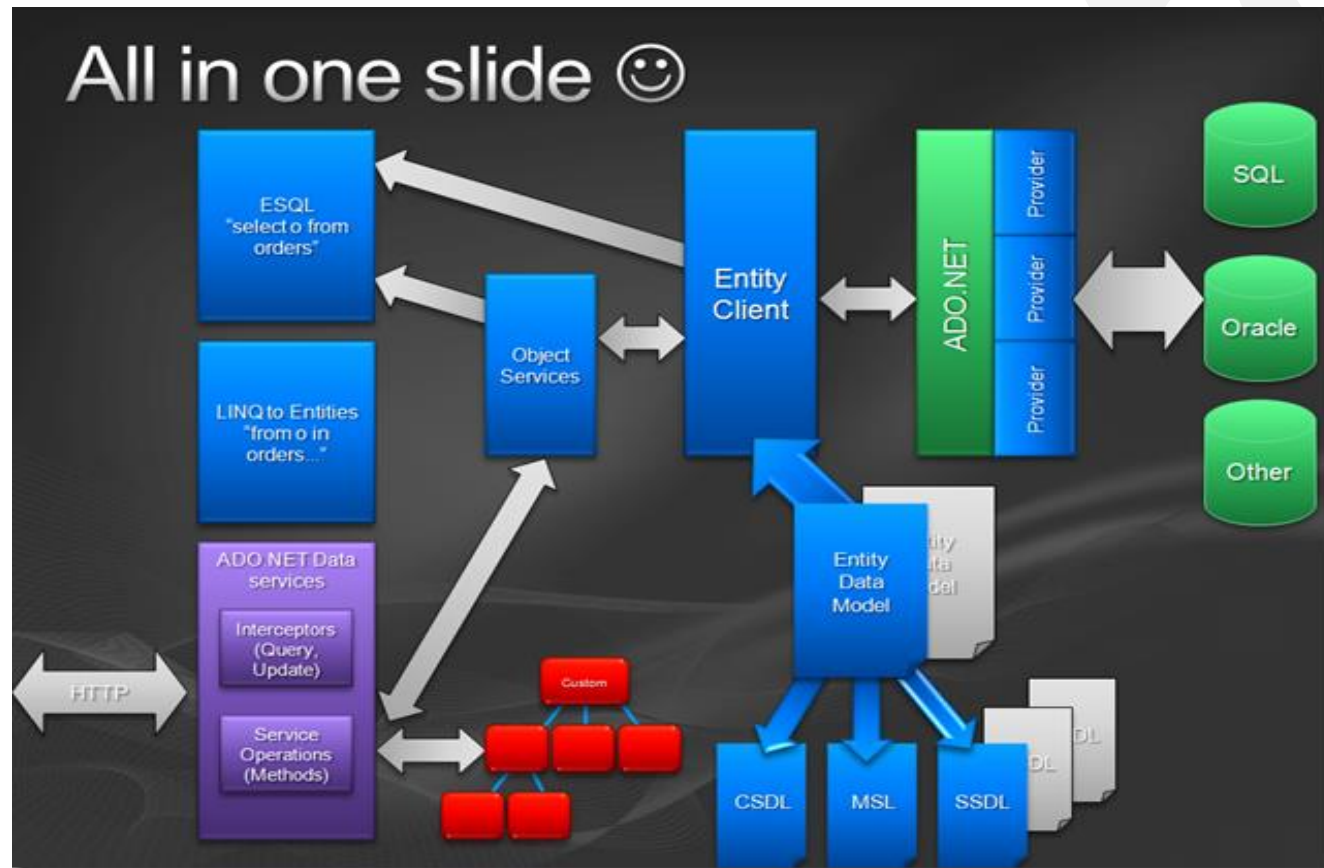 All in one slide ☺
ESQL
"select o from
orders"
LINQ to Entities
"from o in
orders..."
ADO.NET Data
services
Interceptors
(Query,
Update)
Service
Operations
(Methods)
HTTP
Object
Services
Custom
Entity
Client
ADO.NET
Provider
Provider
Provider
SQL
Oracle
Other
Entity
Data
Model
CSDL
MSL
SSDL